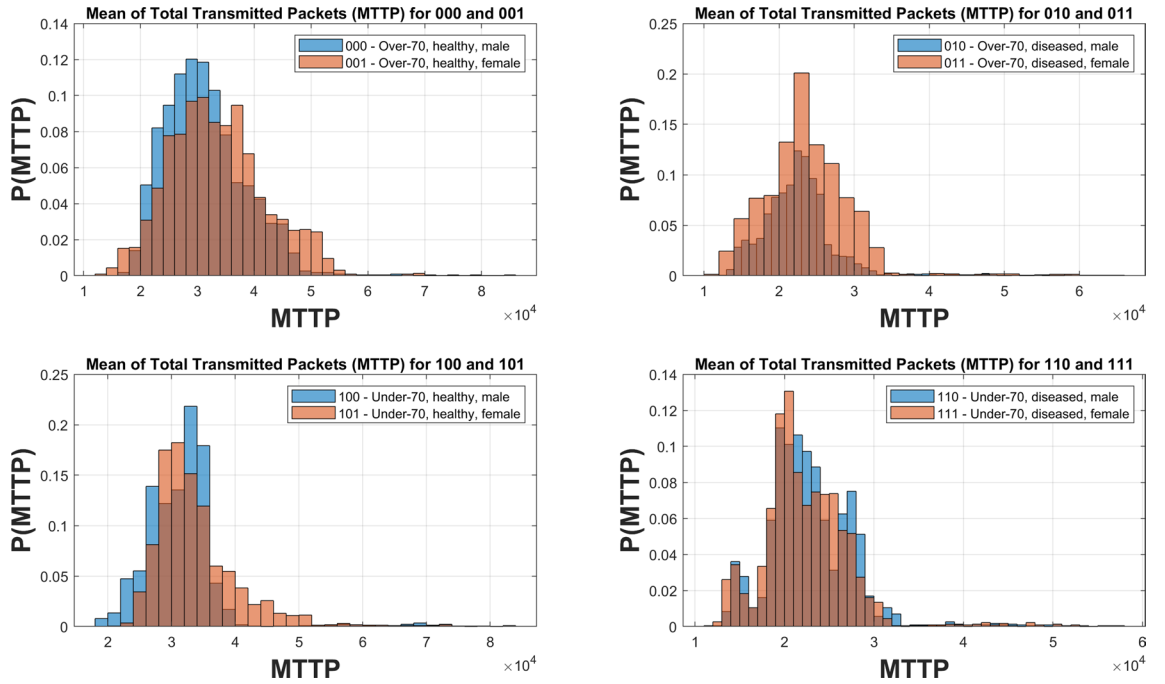 Mean of Total Transmitted Packets (MTTP) for 000 and 001
0.14
0.12
0.1
0.08
0.06
0.04
0.02
0
P(MTTP)
000 - Over-70, healthy, male
001 - Over-70, healthy, female
1 2 3 4 5 6 7 8
MTTP
×10⁴
Mean of Total Transmitted Packets (MTTP) for 010 and 011
0.25
0.2
0.15
0.1
0.05
0
P(MTTP)
010 - Over-70, diseased, male
011 - Over-70, diseased, female
1 2 3 4 5 6
MTTP
×10⁴
Mean of Total Transmitted Packets (MTTP) for 100 and 101
0.25
0.2
0.15
0.1
0.05
0
P(MTTP)
100 - Under-70, healthy, male
101 - Under-70, healthy, female
2 3 4 5 6 7 8
MTTP
×10⁴
Mean of Total Transmitted Packets (MTTP) for 110 and 111
0.14
0.12
0.1
0.08
0.06
0.04
0.02
0
P(MTTP)
110 - Under-70, diseased, male
111 - Under-70, diseased, female
1 2 3 4 5 6
MTTP
×10⁴